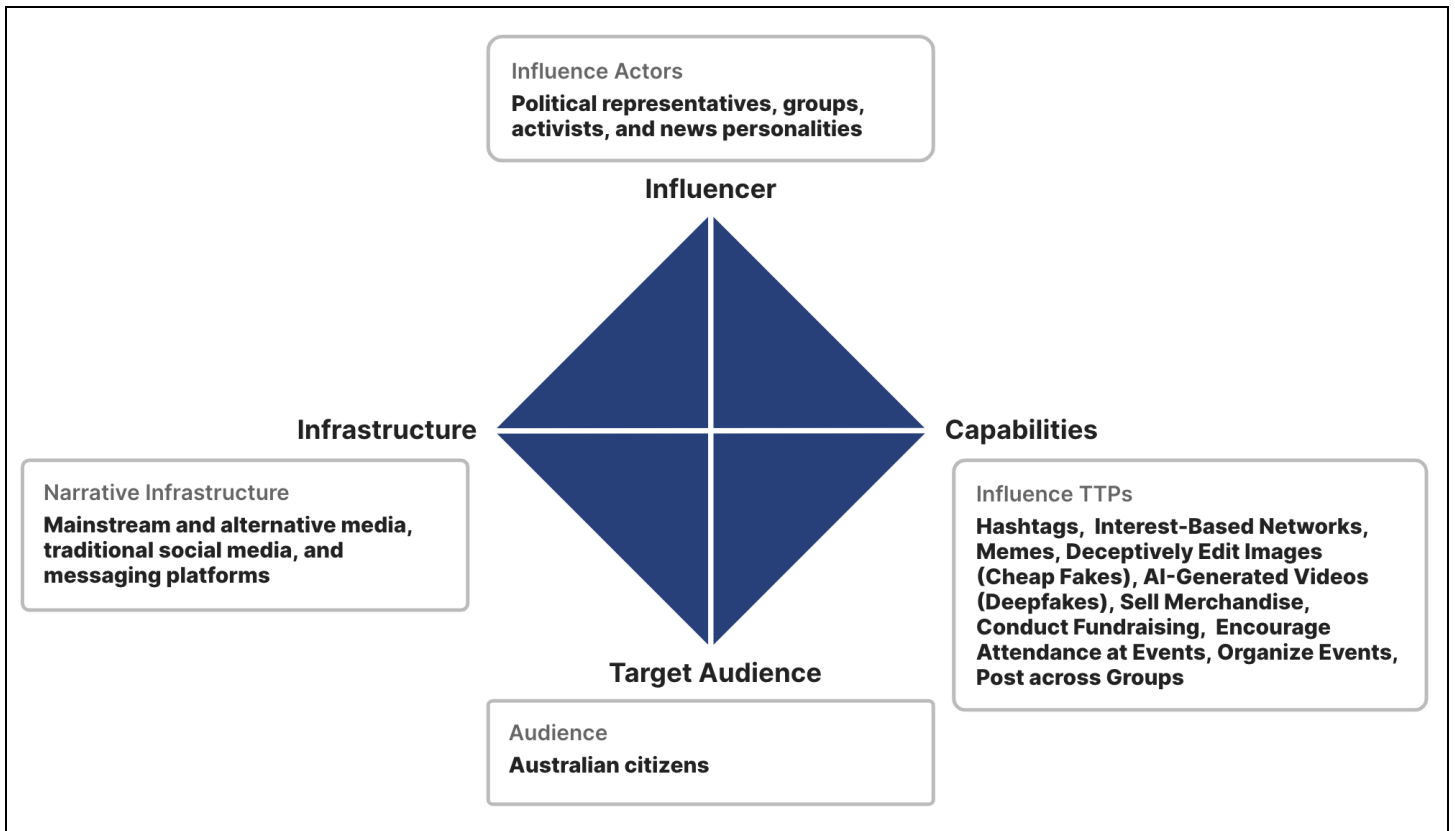 Influence Actors
Political representatives, groups,
activists, and news personalities
Influencer
Infrastructure
Capabilities
Narrative Infrastructure
Mainstream and alternative media,
traditional social media, and
messaging platforms
Influence TTPs
Hashtags,  Interest-Based Networks,
Memes, Deceptively Edit Images
(Cheap Fakes), AI-Generated Videos
(Deepfakes), Sell Merchandise,
Conduct Fundraising,  Encourage
Attendance at Events, Organize Events,
Post across Groups
Target Audience
Audience
Australian citizens